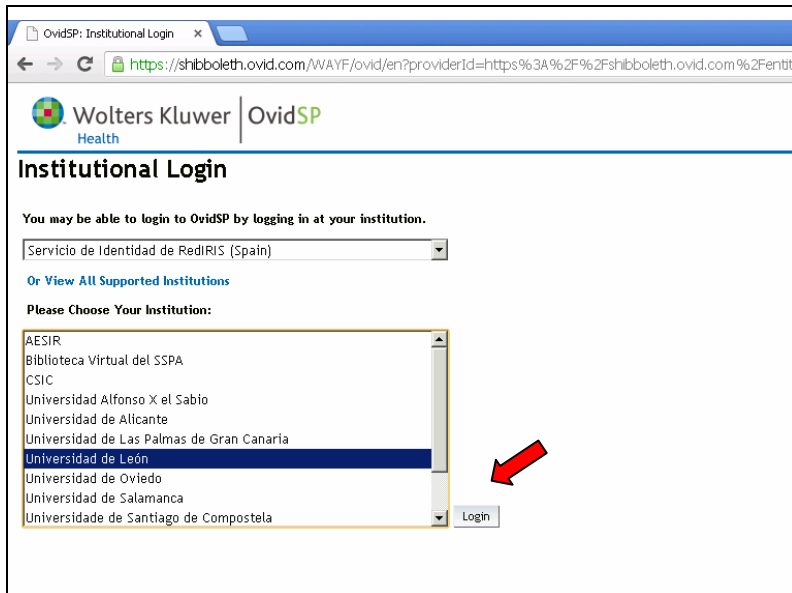 OvidSP: Institutional Login
https://shibboleth.ovid.com/WAYF/ovid/en?providerId=https%3A%2F%2Fshibboleth.ovid.com%2Fentit
Wolters Kluwer OvidSP
Health
Institutional Login
You may be able to login to OvidSP by logging in at your institution.
Servicio de Identidad de RedIRIS (Spain)
Or View All Supported Institutions
Please Choose Your Institution:
AESIR
Biblioteca Virtual del SSPA
CSIC
Universidad Alfonso X el Sabio
Universidad de Alicante
Universidad de Las Palmas de Gran Canaria
Universidad de León
Universidad de Oviedo
Universidad de Salamanca
Universidade de Santiago de Compostela
Login